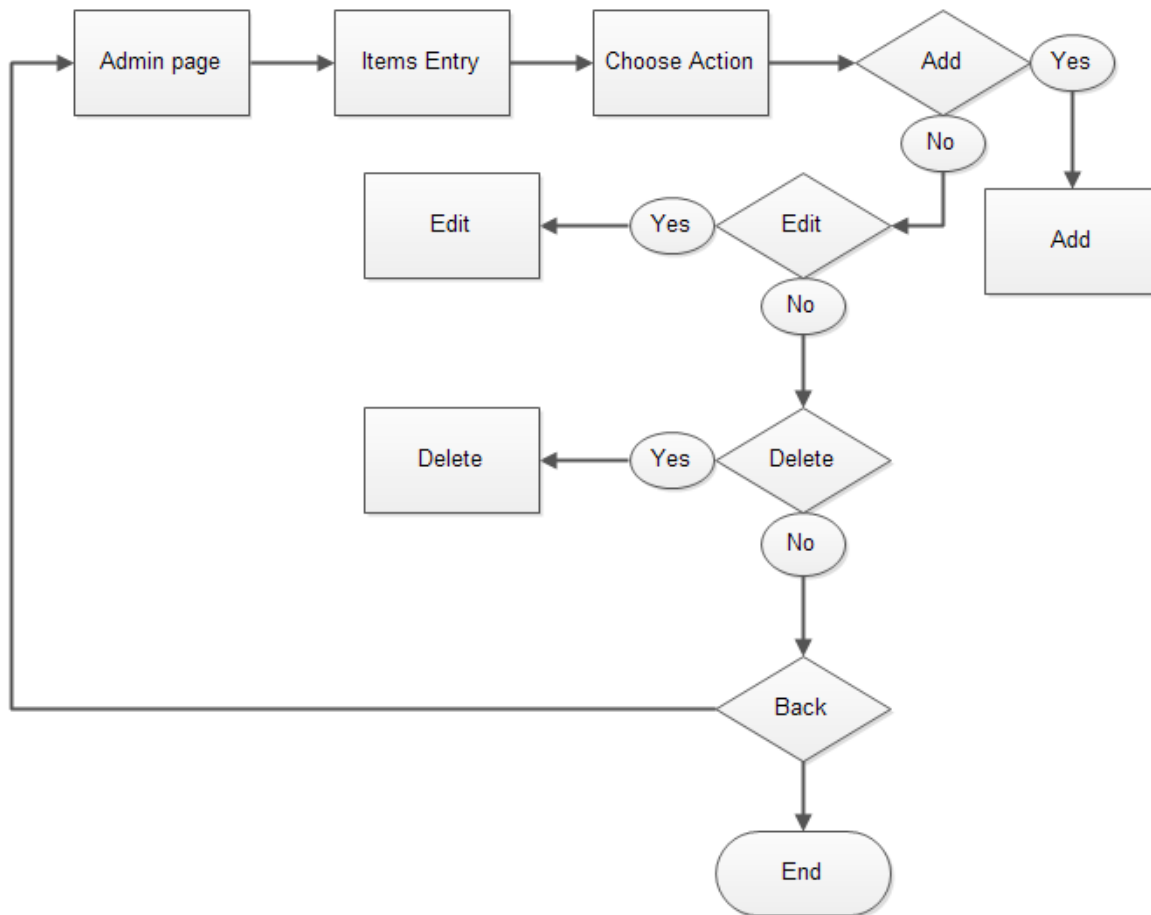 Admin page
Items Entry
Choose Action
Add
Yes
No
Edit
Yes
Edit
Add
No
Delete
Yes
Delete
No
Back
End